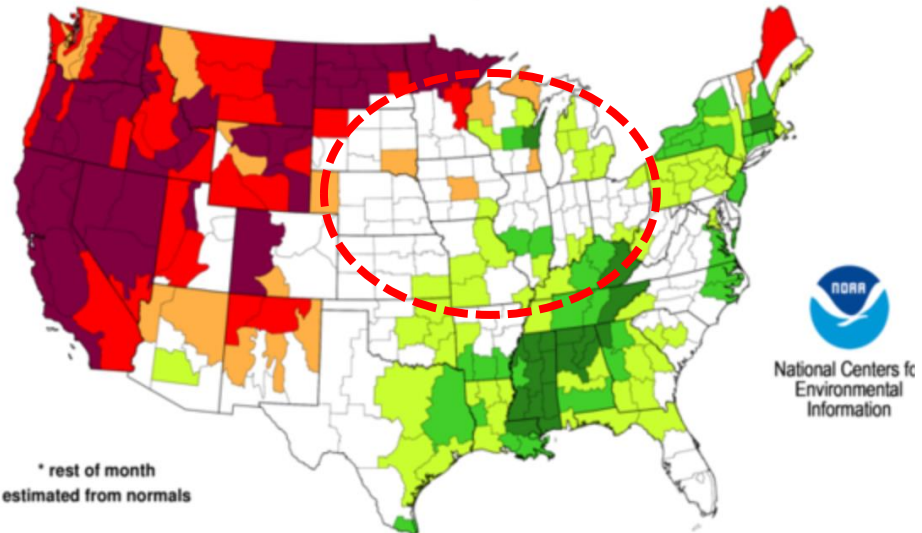 NOAA
National Centers fo
Environmental
Information
* rest of month
estimated from normals